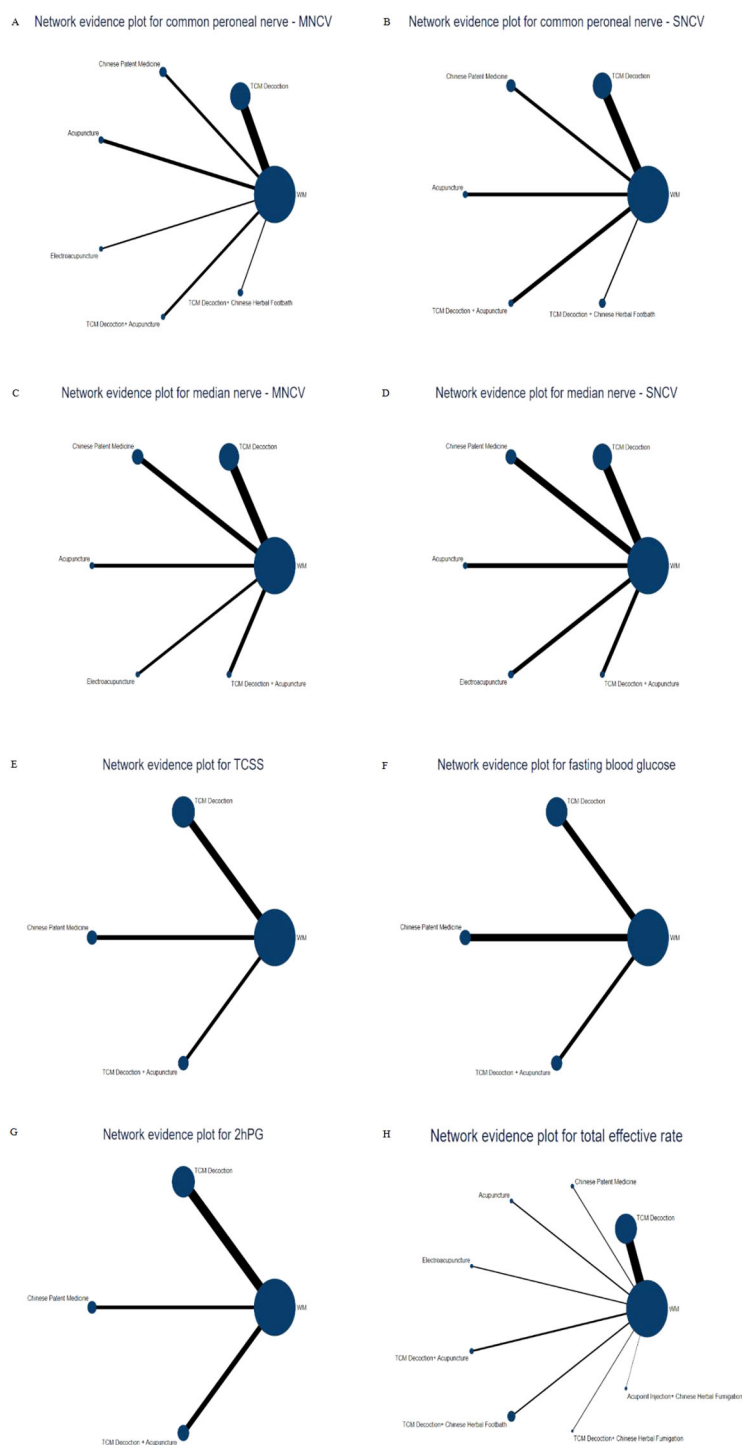 A Network evidence plot for common peroneal nerve - MNCV
Chinese Patent Medicine
TCM Decoction
Acupuncture
WM
Electroacupuncture
TCM Decoction+ Chinese Herbal Footbath
TCM Decoction+ Acupuncture
B Network evidence plot for common peroneal nerve - SNCV
Chinese Patent Medicine
TCM Decoction
Acupuncture
WM
TCM Decoction + Acupuncture
TCM Decoction + Chinese Herbal Footbath
C Network evidence plot for median nerve - MNCV
Chinese Patent Medicine
TCM Decoction
Acupuncture
WM
Electroacupuncture
TCM Decoction + Acupuncture
D Network evidence plot for median nerve - SNCV
Chinese Patent Medicine
TCM Decoction
Acupuncture
WM
Electroacupuncture
TCM Decoction + Acupuncture
E Network evidence plot for TCSS
TCM Decoction
Chinese Patent Medicine
WM
TCM Decoction + Acupuncture
F Network evidence plot for fasting blood glucose
TCM Decoction
Chinese Patent Medicine
WM
TCM Decoction + Acupuncture
G Network evidence plot for 2hPG
TCM Decoction
Chinese Patent Medicine
WM
TCM Decoction + Acupuncture
H Network evidence plot for total effective rate
Chinese Patent Medicine
Acupuncture
TCM Decoction
Electroacupuncture
WM
TCM Decoction+ Acupuncture
Acupoint Injection+ Chinese Herbal Fumigation
TCM Decoction+ Chinese Herbal Footbath
TCM Decoction+ Chinese Herbal Fumigation